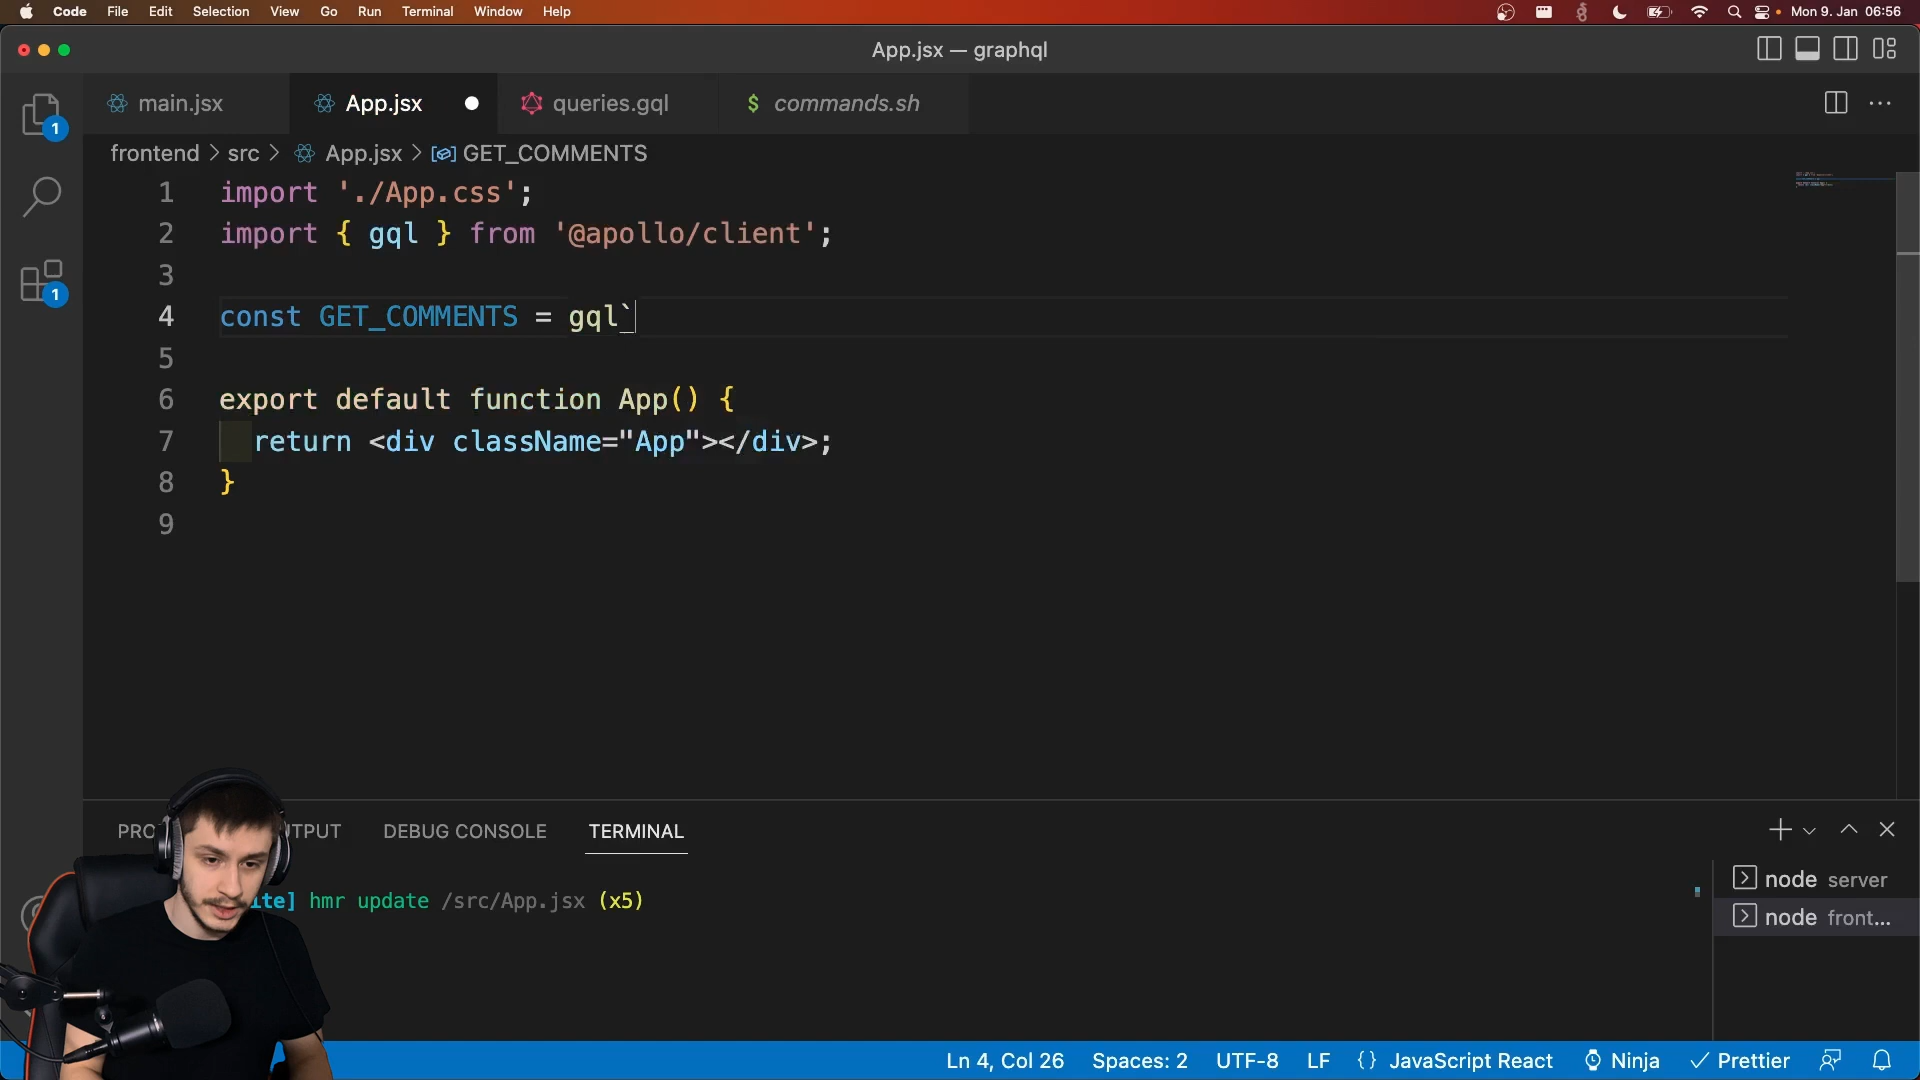 Code File Edit Selection View Go Run Terminal Window Help Mon 9. Jan 06:56
App.jsx — graphql
main.jsx App.jsx queries.gql $ commands.sh
1
frontend > src > App.jsx > GET_COMMENTS
1 import './App.css';
2 import { gql } from '@apollo/client';
3
4 const GET_COMMENTS = gql`
1
5
6 export default function App() {
7 return <div className="App"></div>;
8 }
9
UTPUT DEBUG CONSOLE TERMINAL
node server
ite] hmr update /src/App.jsx (x5)
node front...
Ln 4, Col 26 Spaces: 2 UTF-8 LF {} JavaScript React Ninja Prettier